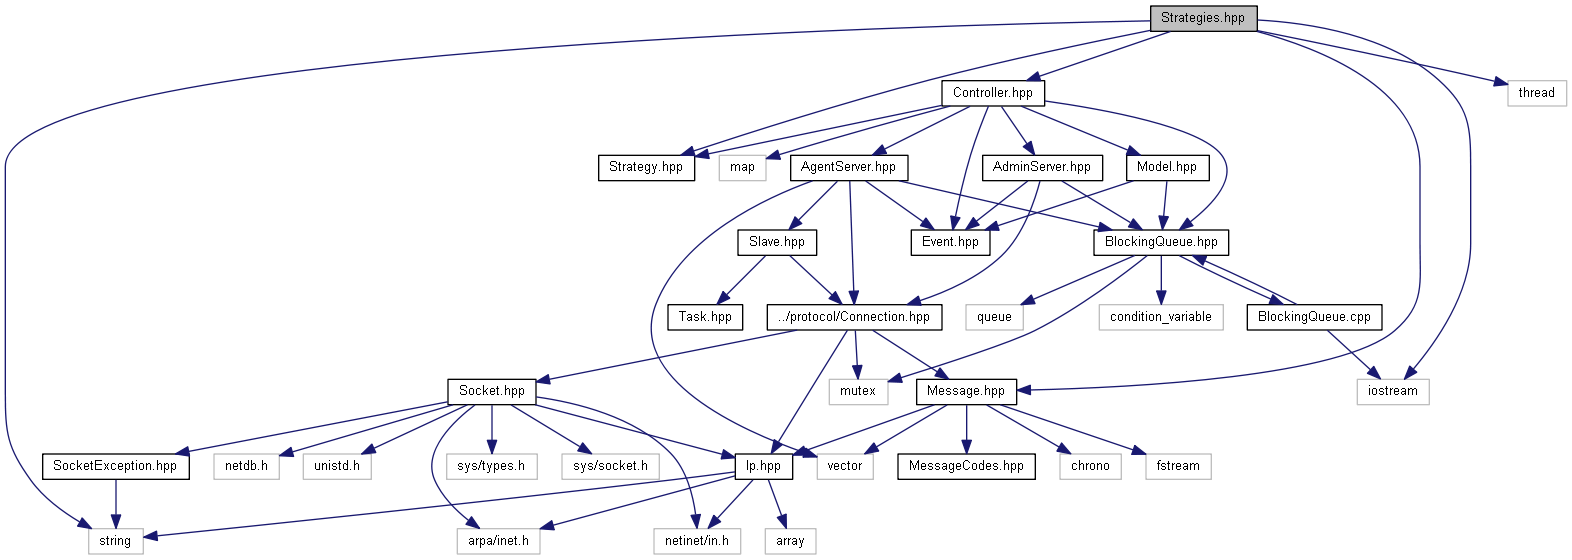 Strategies.hpp
Controller.hpp
thread
Strategy.hpp
map
AgentServer.hpp
AdminServer.hpp
Model.hpp
Slave.hpp
Event.hpp
BlockingQueue.hpp
Task.hpp
../protocol/Connection.hpp
queue
condition_variable
BlockingQueue.cpp
Socket.hpp
mutex
Message.hpp
iostream
SocketException.hpp
netdb.h
unistd.h
sys/types.h
sys/socket.h
Ip.hpp
vector
MessageCodes.hpp
chrono
fstream
string
arpa/inet.h
netinet/in.h
array